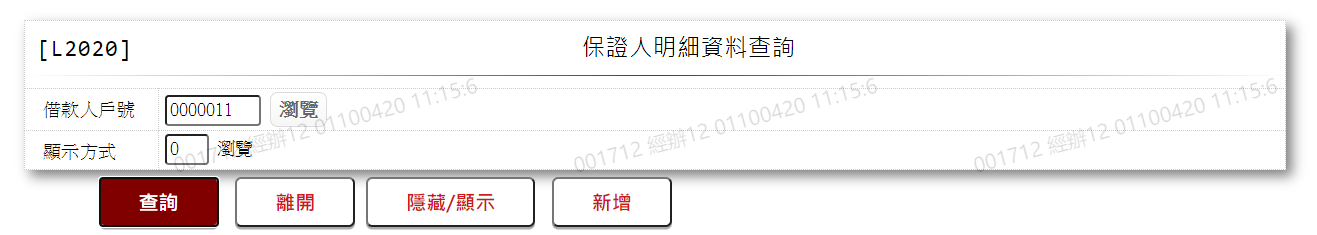 [L2020] 保證人明細資料查詢
借款人戶號 0000011 瀏覽
顯示方式 0 瀏覽
001712 經辦12 01100420 11:15:6
001712 經辦12 01100420 11:15:6
001712 經辦12 01100420 11:15:6
查詢 離開 隱藏/顯示 新增